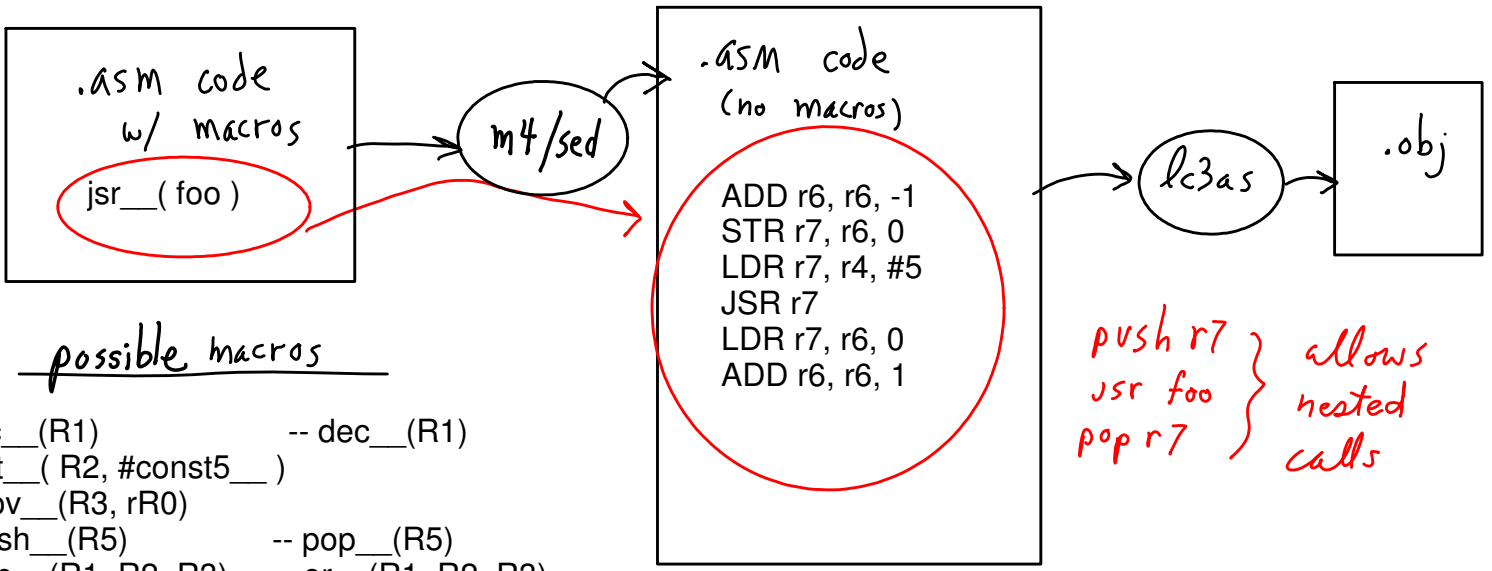 .asm code
w/ macros
jsr__( foo )
m4/sed
.asm code
(no macros)
ADD r6, r6, -1
STR r7, r6, 0
LDR r7, r4, #5
JSR r7
LDR r7, r6, 0
ADD r6, r6, 1
lc3as
.obj
push r7
jsr foo
pop r7
allows
nested
calls
possible macros
__(R1) -- dec__(R1)
t__( R2, #const5__ )
ov__(R3, rR0)
sh__(R5) -- pop__(R5)